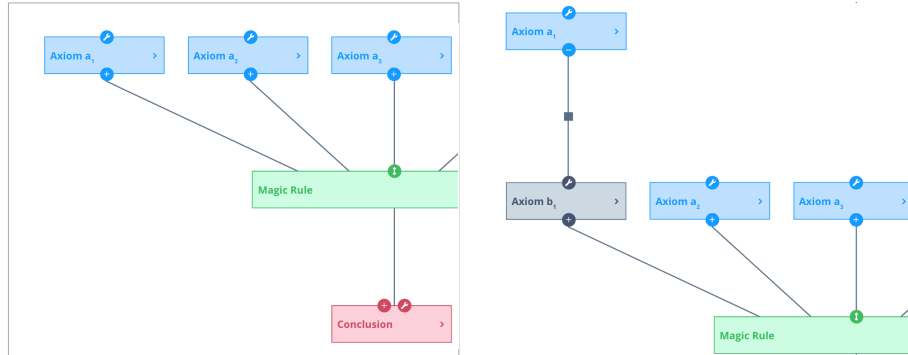 Axiom a₁
Axiom a₂
Axiom a₃
Magic Rule
Conclusion
Axiom a₁
Axiom b₁
Axiom a₂
Axiom a₃
Magic Rule